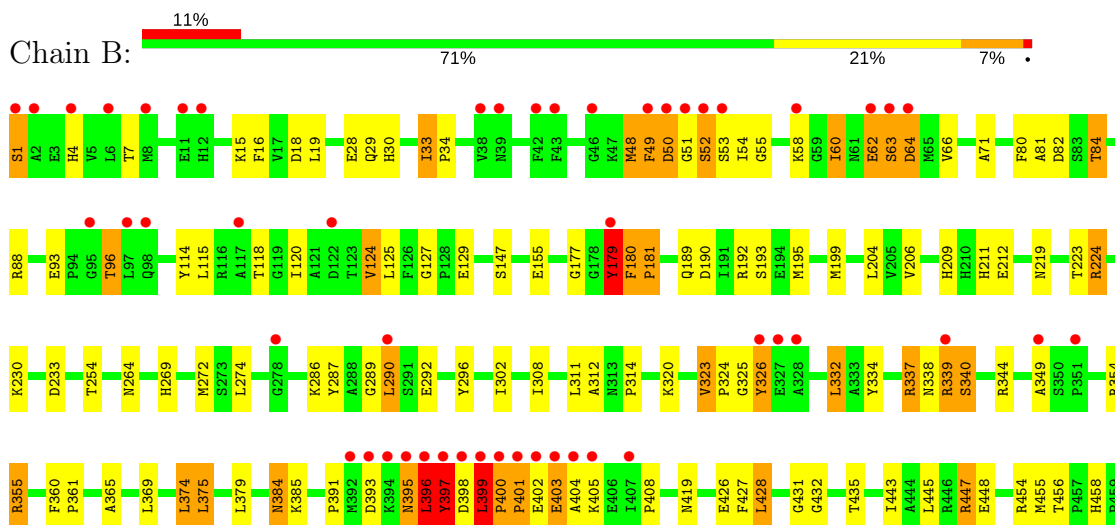 11%
Chain B:
71% 21% 7% •
S1 A2 E3 H4 V5 L6 T7 M8 E11 H12 K15 F16 V17 D18 L19 E28 Q29 H30 I33 P34 V38 N39 F42 F43 G46 K47 M48 F49 D50 G51 S52 S53 I54 G55 K58 G59 I60 N61 E62 S63 D64 M65 V66 A71 F80 A81 D82 S83 T84
R88 E93 P94 G95 T96 L97 Q98 Y114 L115 R116 A117 T118 G119 I120 A121 D122 T123 V124 L125 F126 G127 P128 E129 S147 E155 G177 G178 Y179 F180 P181 Q189 D190 I191 R192 S193 E194 M195 M199 L204 V205 V206 H209 H210 H211 E212 N219 T223 R224
K230 D233 T254 N264 H269 M272 S273 L274 G278 K286 Y287 A288 G289 L290 S291 E292 Y296 I302 I308 L311 A312 N313 P314 K320 V323 P324 G325 Y326 E327 A328 L332 A333 Y334 R337 N338 R339 S340 R344 A349 S350 P351
R355 F360 P361 A365 L369 L374 L375 L379 N384 K385 P391 M392 D393 K394 N395 L396 Y397 D398 L399 P400 P401 E402 E403 A404 K405 E406 I407 P408 N419 E426 F427 L428 G431 G432 T435 I443 A444 L445 R446 R447 E448 R454 M455 T456 P457 H458